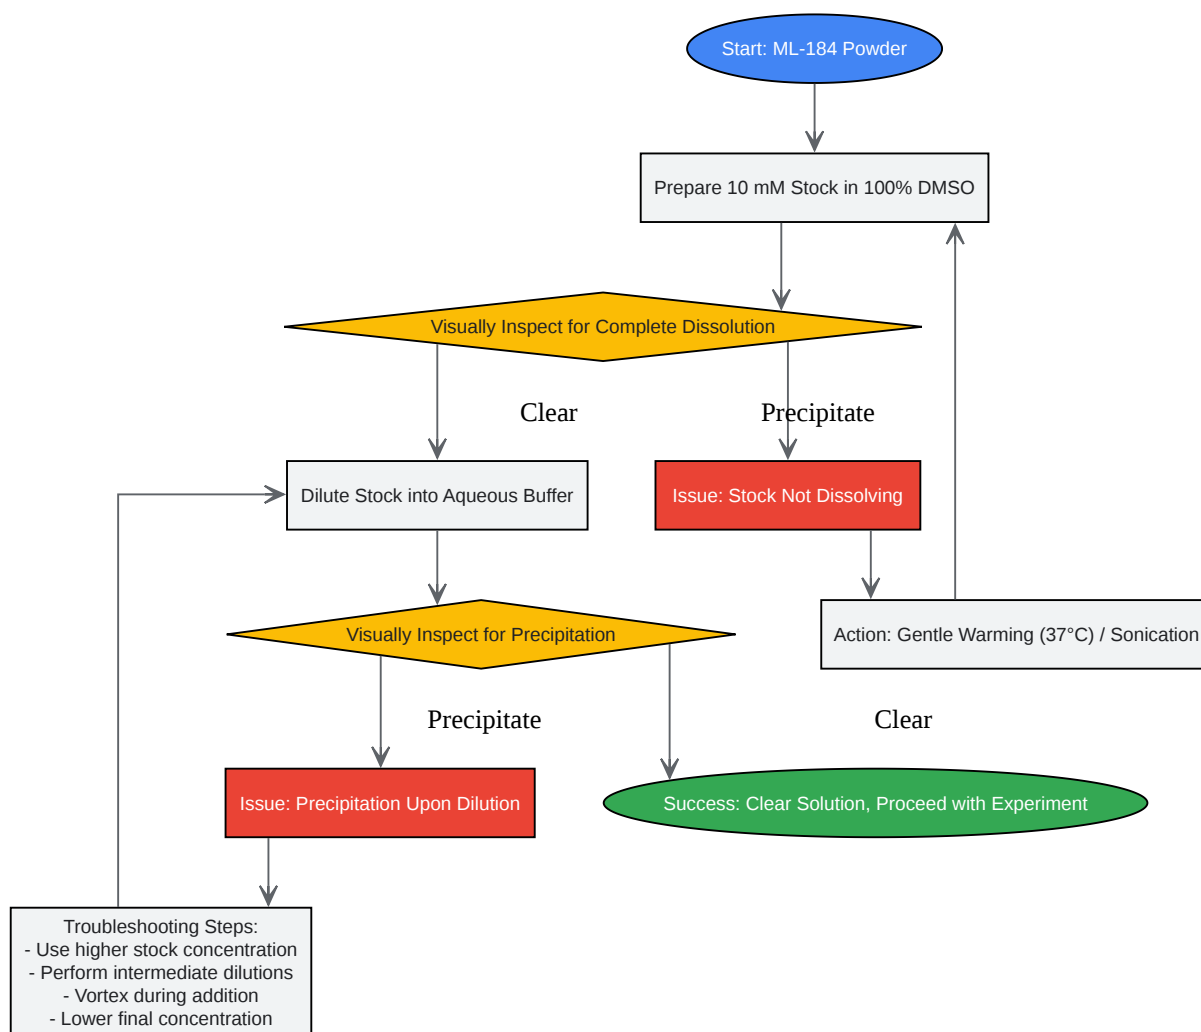 Start: ML-184 Powder
Prepare 10 mM Stock in 100% DMSO
Visually Inspect for Complete Dissolution
Clear
Precipitate
Dilute Stock into Aqueous Buffer
Issue: Stock Not Dissolving
Visually Inspect for Precipitation
Action: Gentle Warming (37°C) / Sonication
Precipitate
Clear
Issue: Precipitation Upon Dilution
Success: Clear Solution, Proceed with Experiment
Troubleshooting Steps:
- Use higher stock concentration
- Perform intermediate dilutions
- Vortex during addition
- Lower final concentration